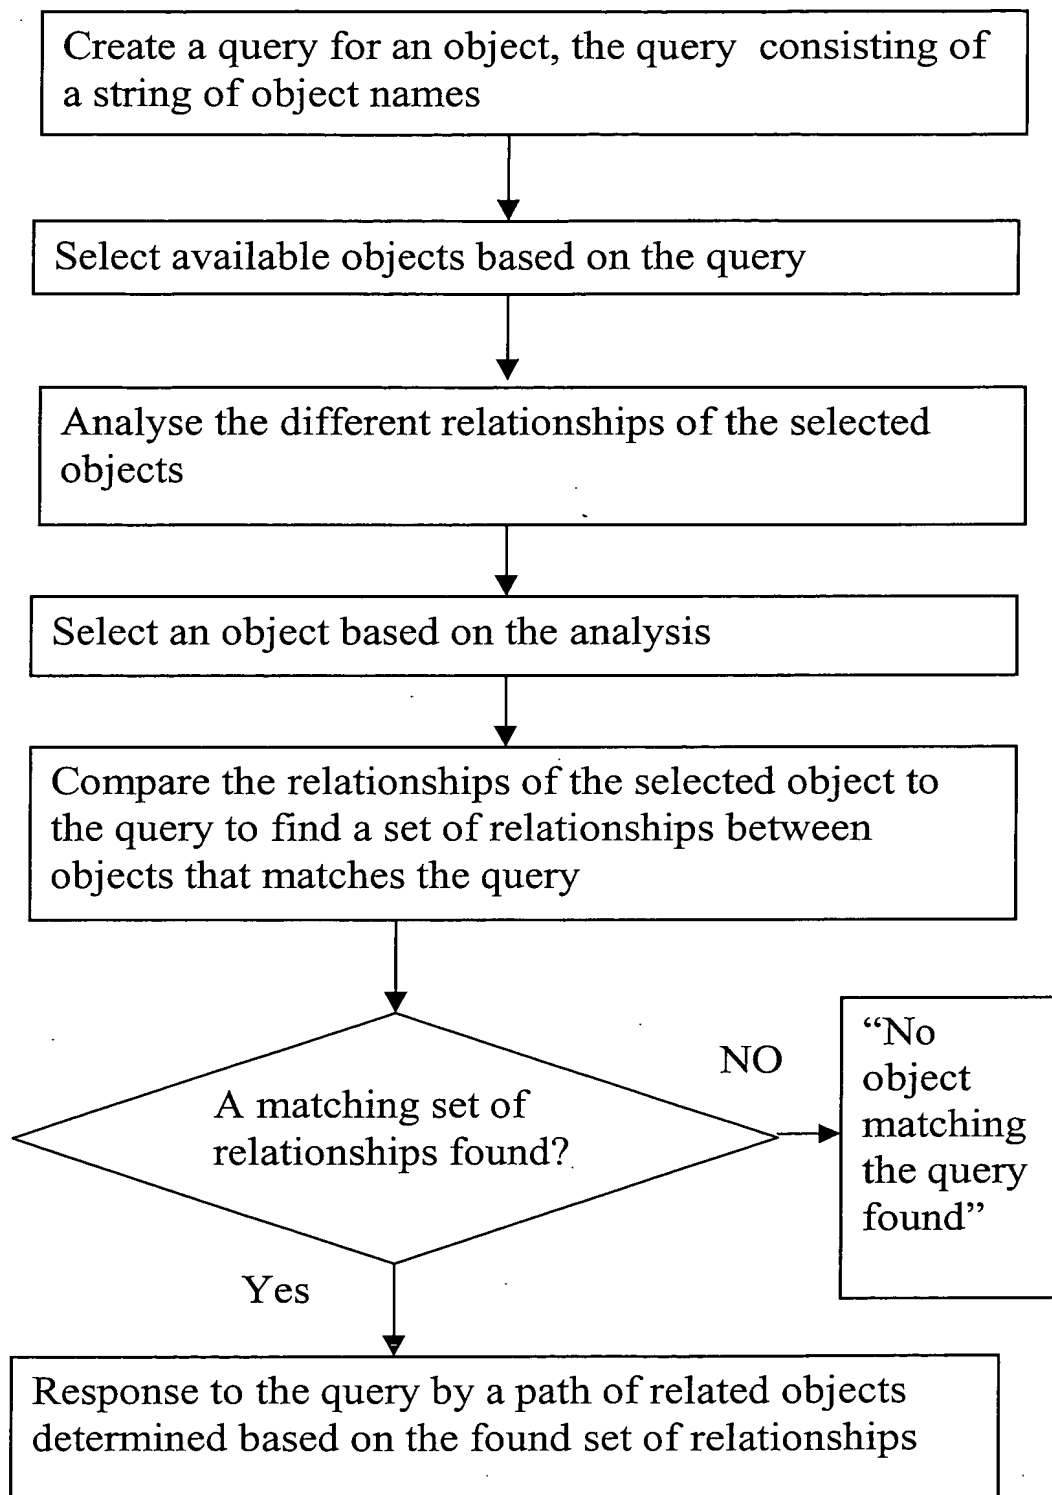 Create a query for an object, the query consisting of
a string of object names
Select available objects based on the query
Analyse the different relationships of the selected
objects
Select an object based on the analysis
Compare the relationships of the selected object to
the query to find a set of relationships between
objects that matches the query
A matching set of
relationships found?
NO
“No
object
matching
the query
found”
Yes
Response to the query by a path of related objects
determined based on the found set of relationships